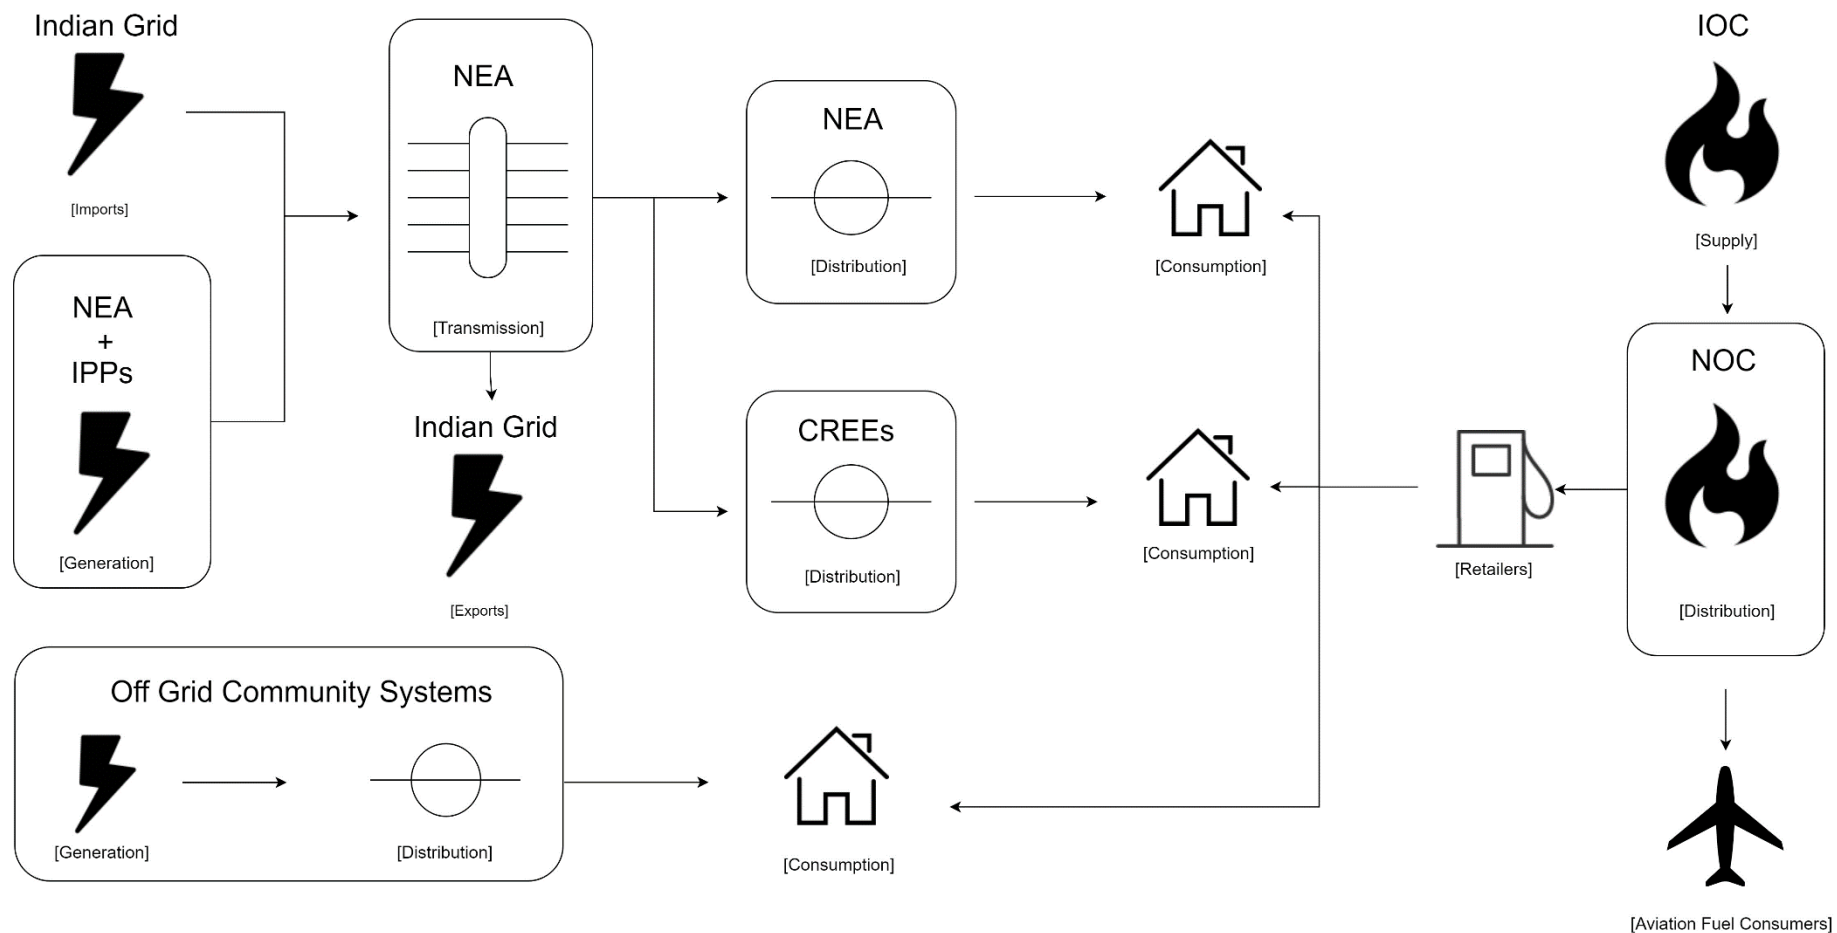 Indian Grid
[Imports]
NEA
+
IPPs
[Generation]
NEA
[Transmission]
Indian Grid
[Exports]
NEA
[Distribution]
[Consumption]
CREEs
[Distribution]
[Consumption]
Off Grid Community Systems
[Generation]
[Distribution]
[Consumption]
IOC
[Supply]
NOC
[Distribution]
[Retailers]
[Aviation Fuel Consumers]